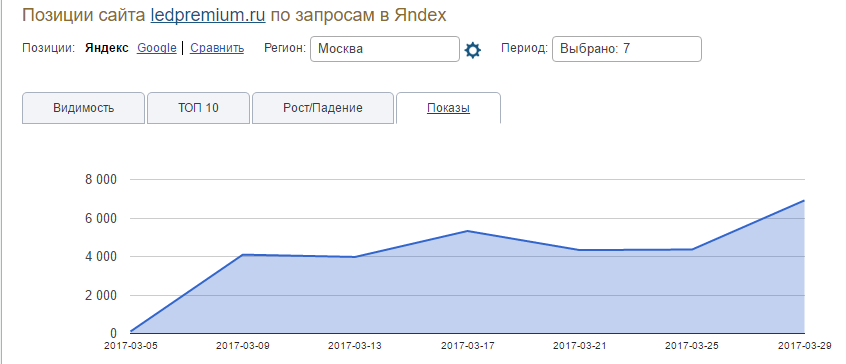 Позиции сайта ledpremium.ru по запросам в Яndex
Позиции: Яндекс Google | Сравнить Регион: Москва Период: Выбрано: 7
Видимость ТОП 10 Рост/Падение Показы
8 000
6 000
4 000
2 000
0
2017-03-05 2017-03-09 2017-03-13 2017-03-17 2017-03-21 2017-03-25 2017-03-29